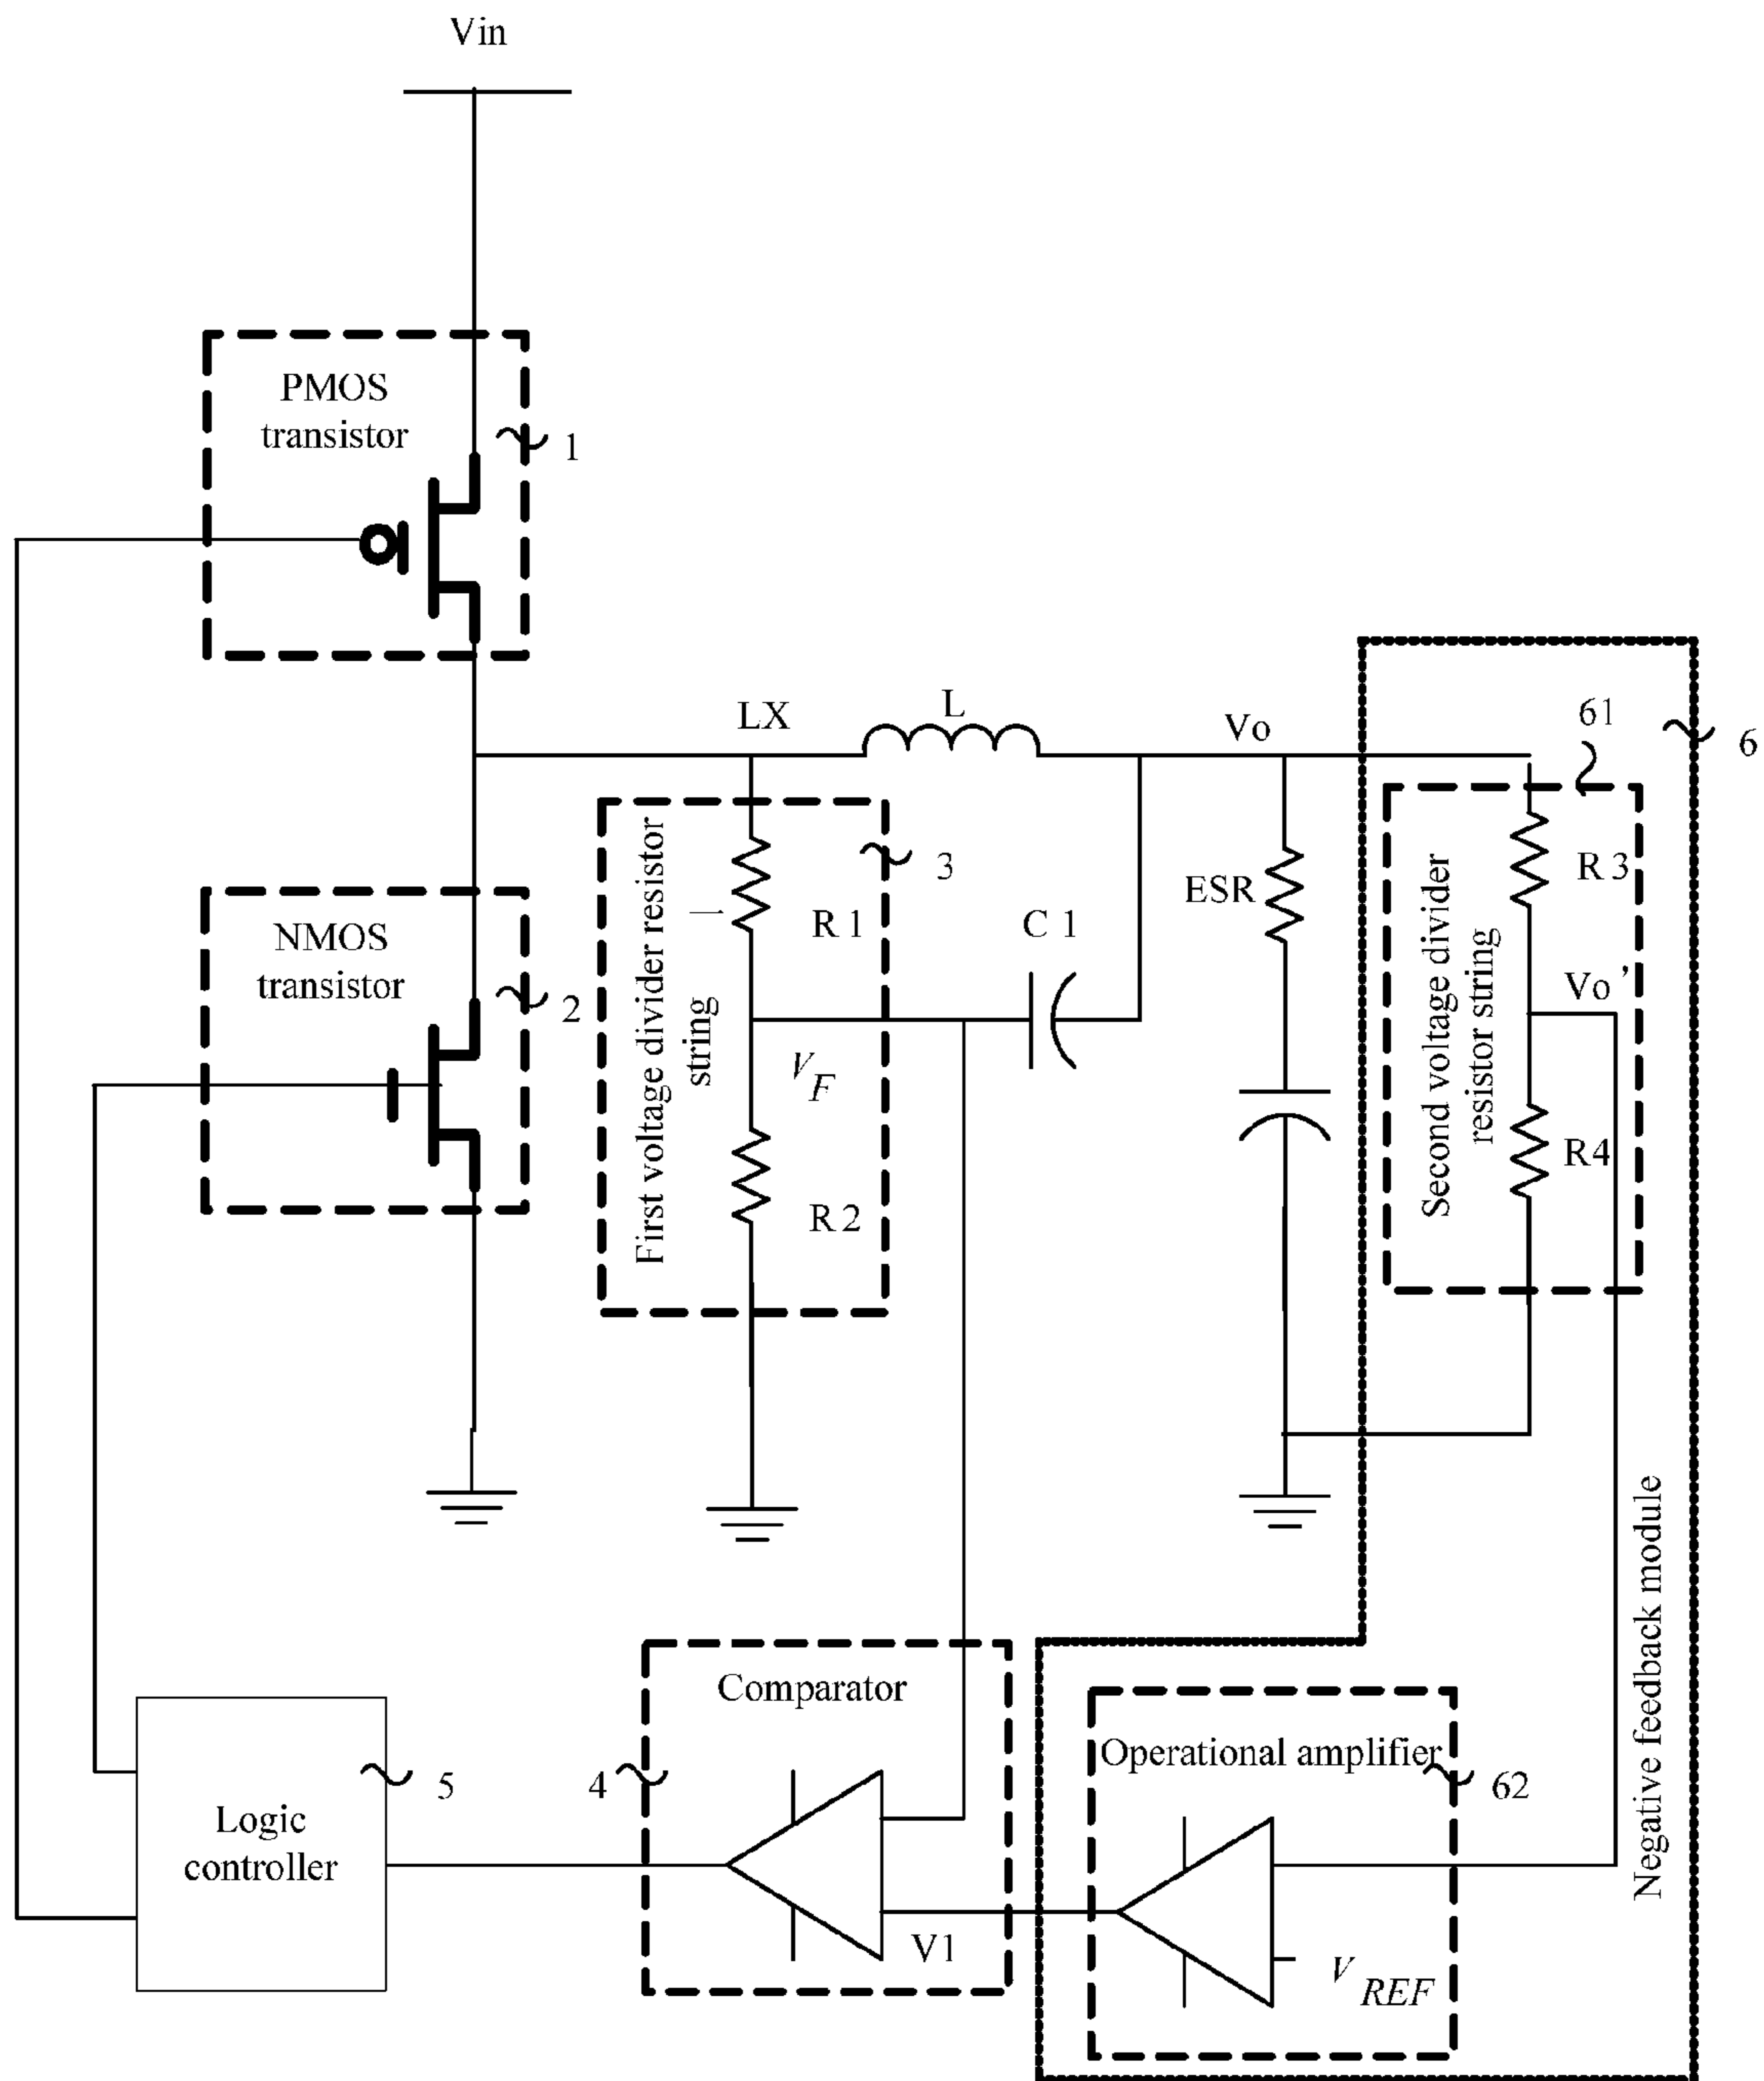 Vin
PMOS
transistor
1
LX
L
Vo
61
6
First voltage divider resistor
string
3
R 1
C 1
ESR
Second voltage divider
resistor string
R 3
Vo '
NMOS
transistor
2
V F
R 2
R4
Negative feedback module
Comparator
4
Operational amplifier
62
Logic
controller
5
V1
V REF